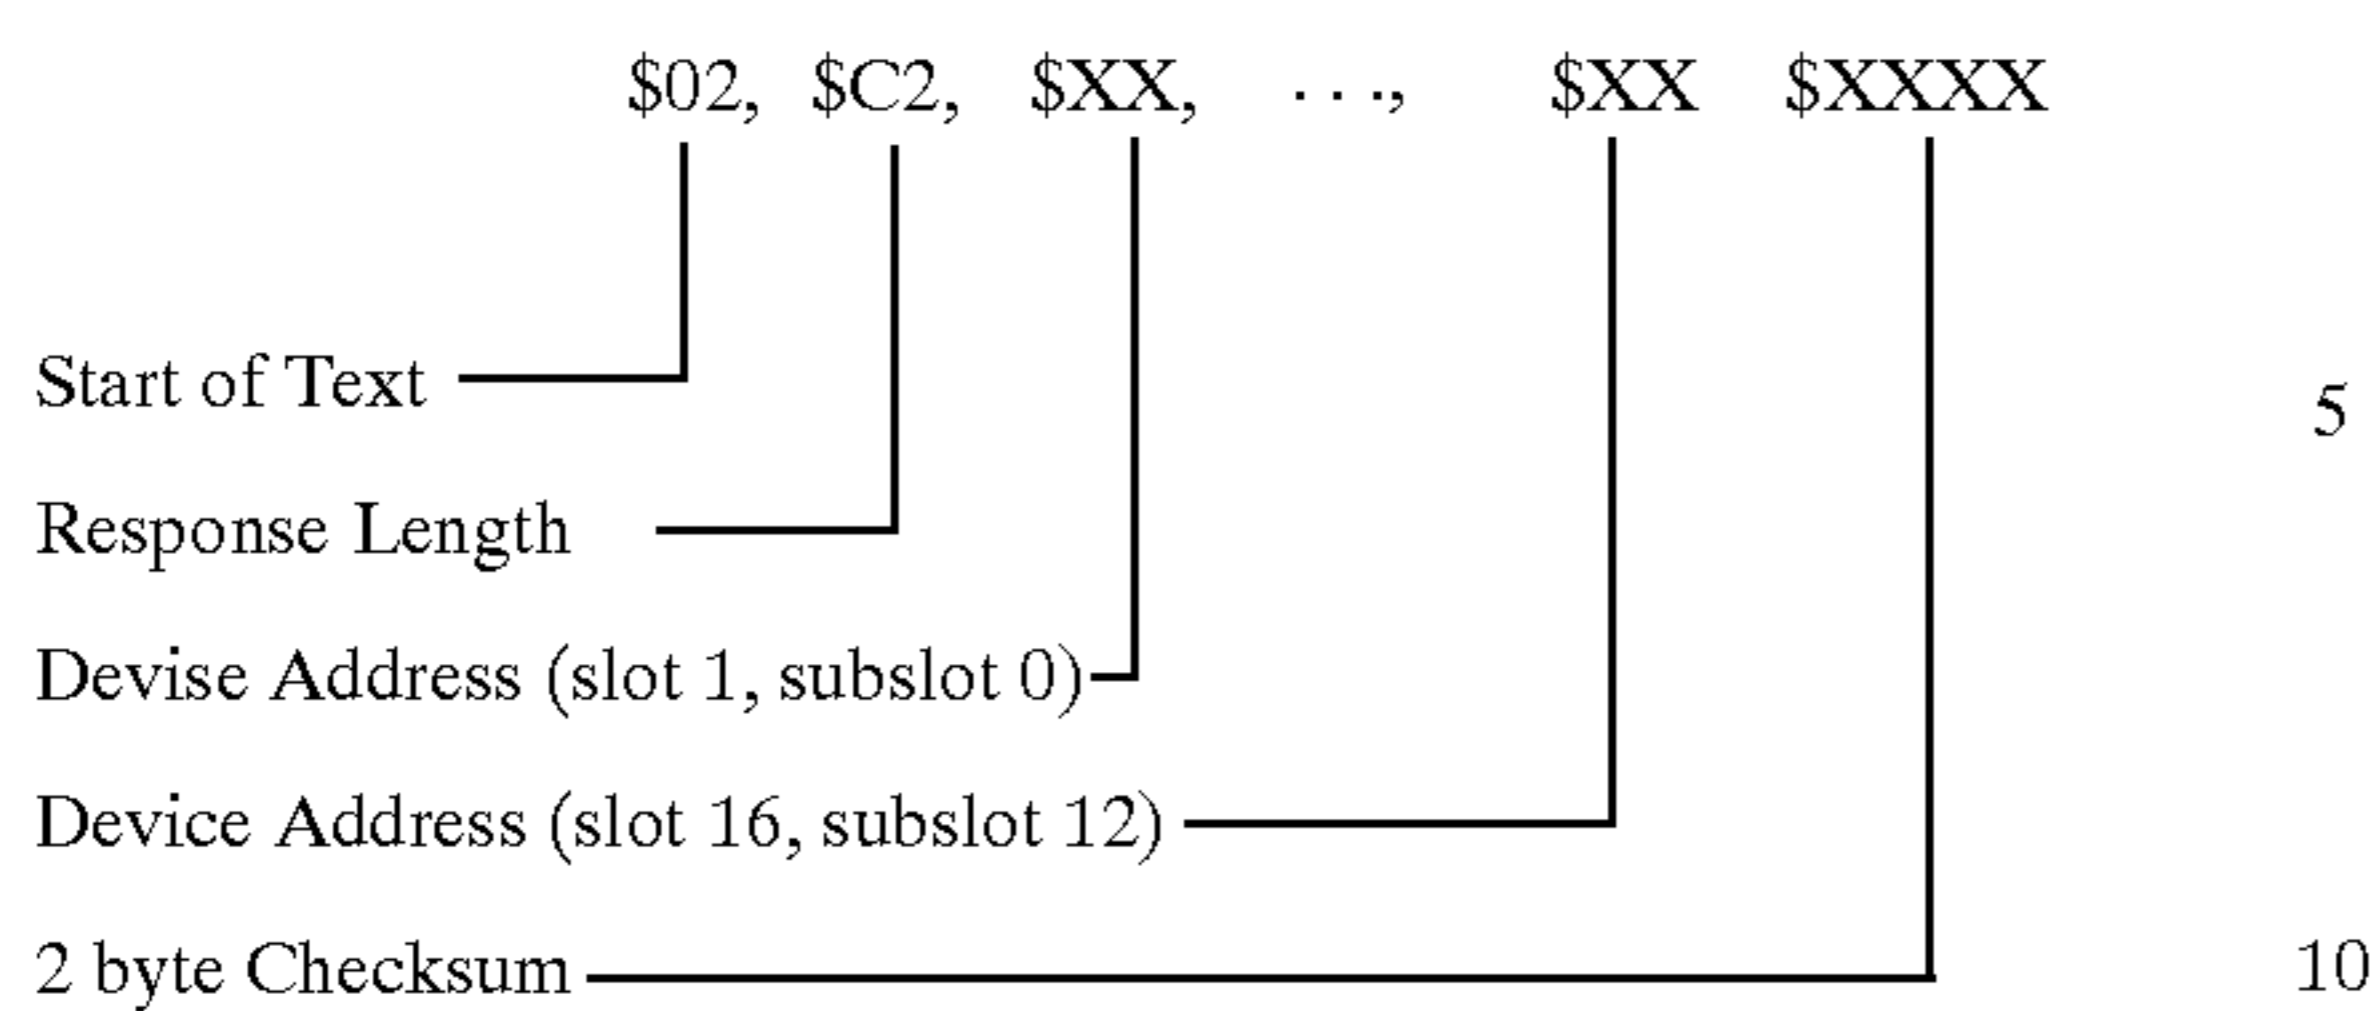 $02, $C2, $XX, . . ., $XX $XXXX
Start of Text 5
Response Length
Devise Address (slot 1, subslot 0)
Device Address (slot 16, subslot 12)
2 byte Checksum 10